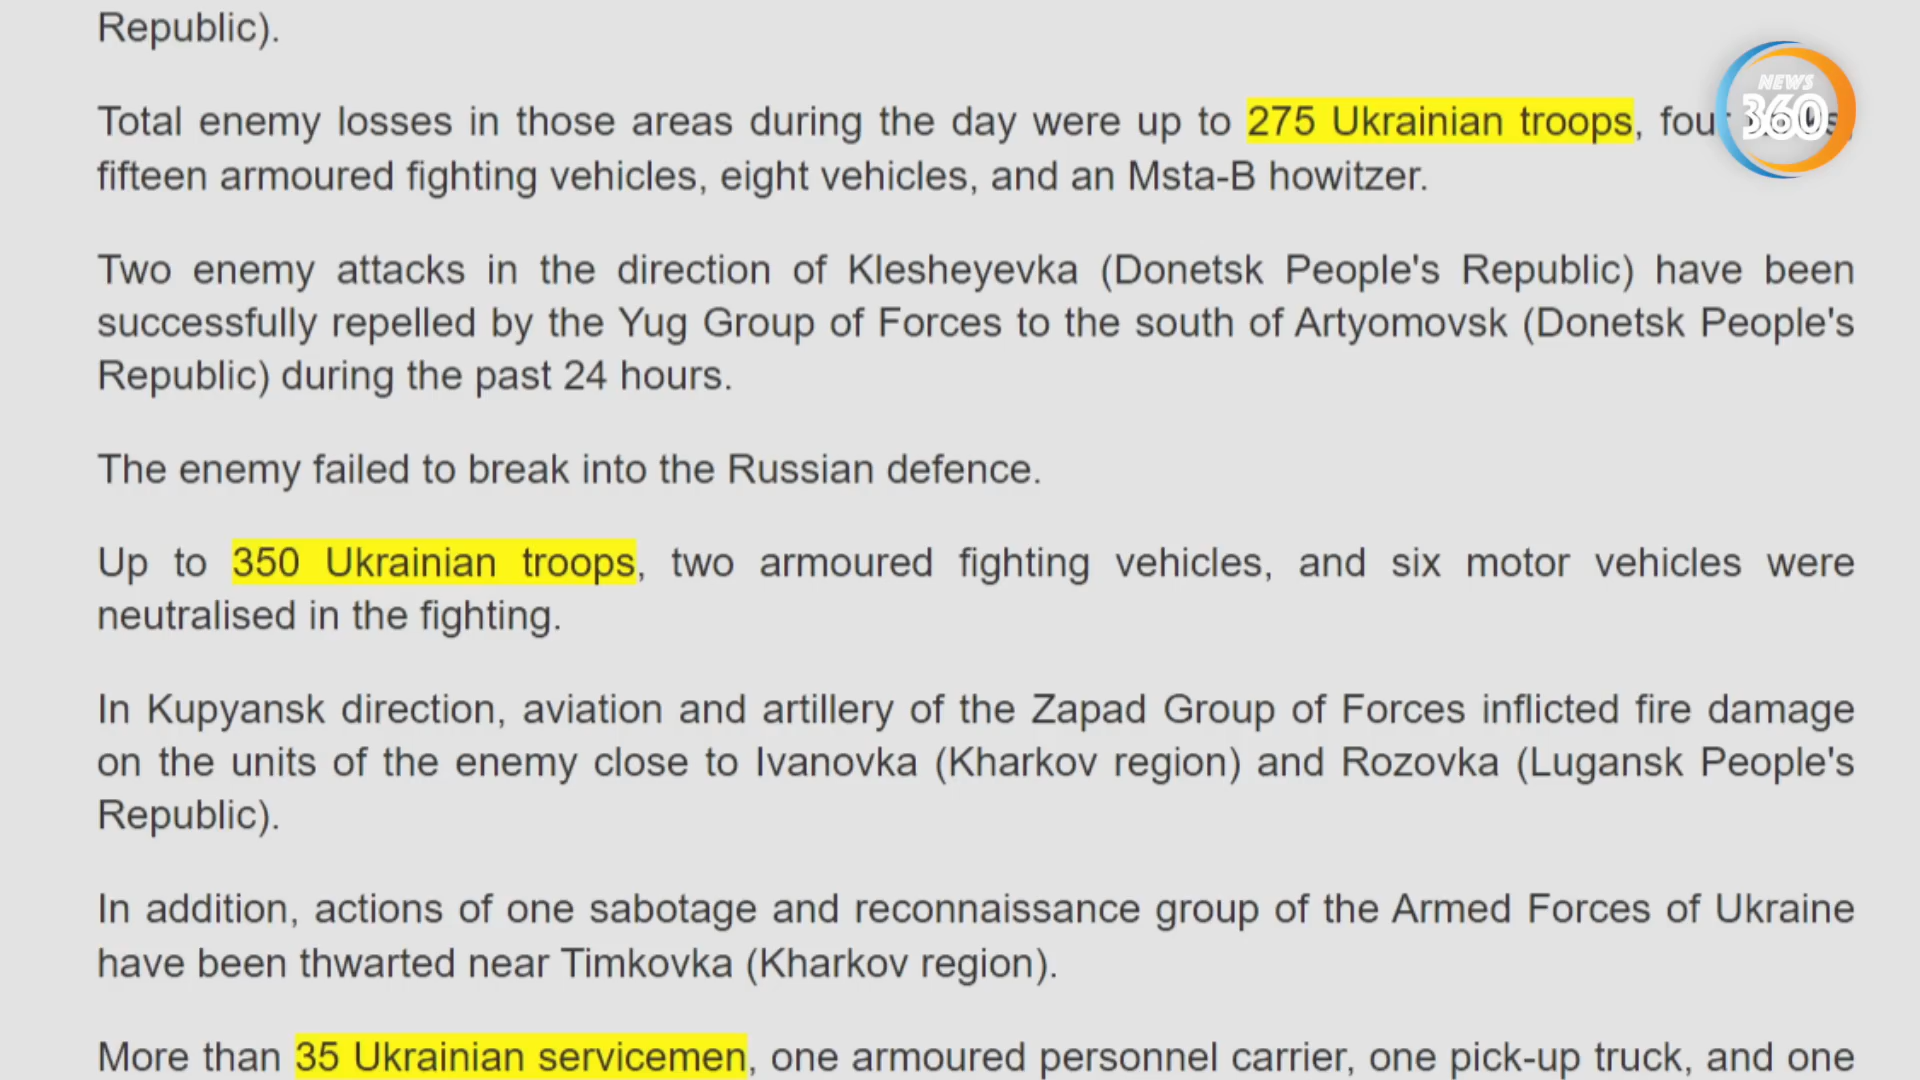 Republic).
Total enemy losses in those areas during the day were up to 275 Ukrainian troops, four
fifteen armoured fighting vehicles, eight vehicles, and an Msta-B howitzer.
Two enemy attacks in the direction of Klesheyevka (Donetsk People's Republic) have been
successfully repelled by the Yug Group of Forces to the south of Artyomovsk (Donetsk People's
Republic) during the past 24 hours.
The enemy failed to break into the Russian defence.
Up to 350 Ukrainian troops, two armoured fighting vehicles, and six motor vehicles were
neutralised in the fighting.
In Kupyansk direction, aviation and artillery of the Zapad Group of Forces inflicted fire damage
on the units of the enemy close to Ivanovka (Kharkov region) and Rozovka (Lugansk People's
Republic).
In addition, actions of one sabotage and reconnaissance group of the Armed Forces of Ukraine
have been thwarted near Timkovka (Kharkov region).
More than 35 Ukrainian servicemen, one armoured personnel carrier, one pick-up truck, and one
NEWS
360